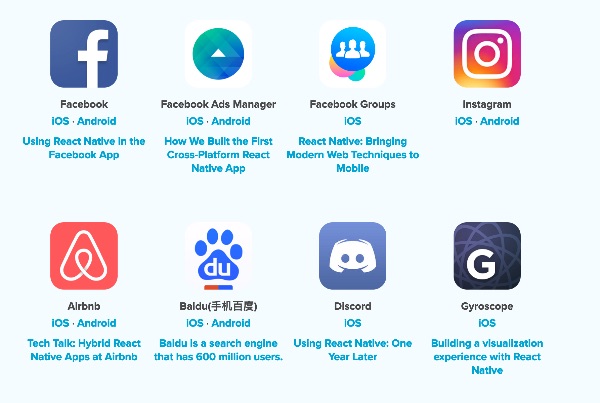 Facebook
iOS · Android
Using React Native in the
Facebook App
Facebook Ads Manager
iOS · Android
How We Built the First
Cross-Platform React
Native App
Facebook Groups
iOS
React Native: Bringing
Modern Web Techniques to
Mobile
Instagram
iOS · Android
Airbnb
iOS · Android
Tech Talk: Hybrid React
Native Apps at Airbnb
du
Baidu(手机百度)
iOS · Android
Baidu is a search engine
that has 600 million users.
Discord
iOS
Using React Native: One
Year Later
G
Gyroscope
iOS
Building a visualization
experience with React
Native